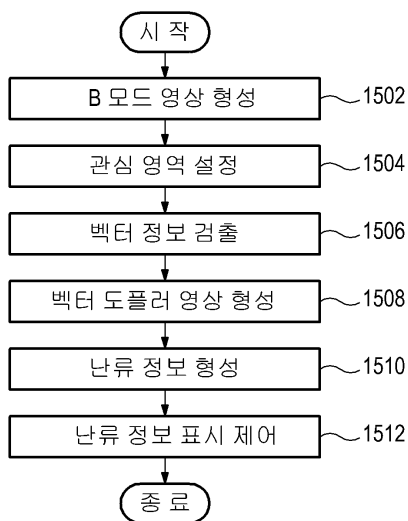 시 작
B 모드 영상 형성
1502
관심 영역 설정
1504
벡터 정보 검출
1506
벡터 도플러 영상 형성
1508
난류 정보 형성
1510
난류 정보 표시 제어
1512
종 료